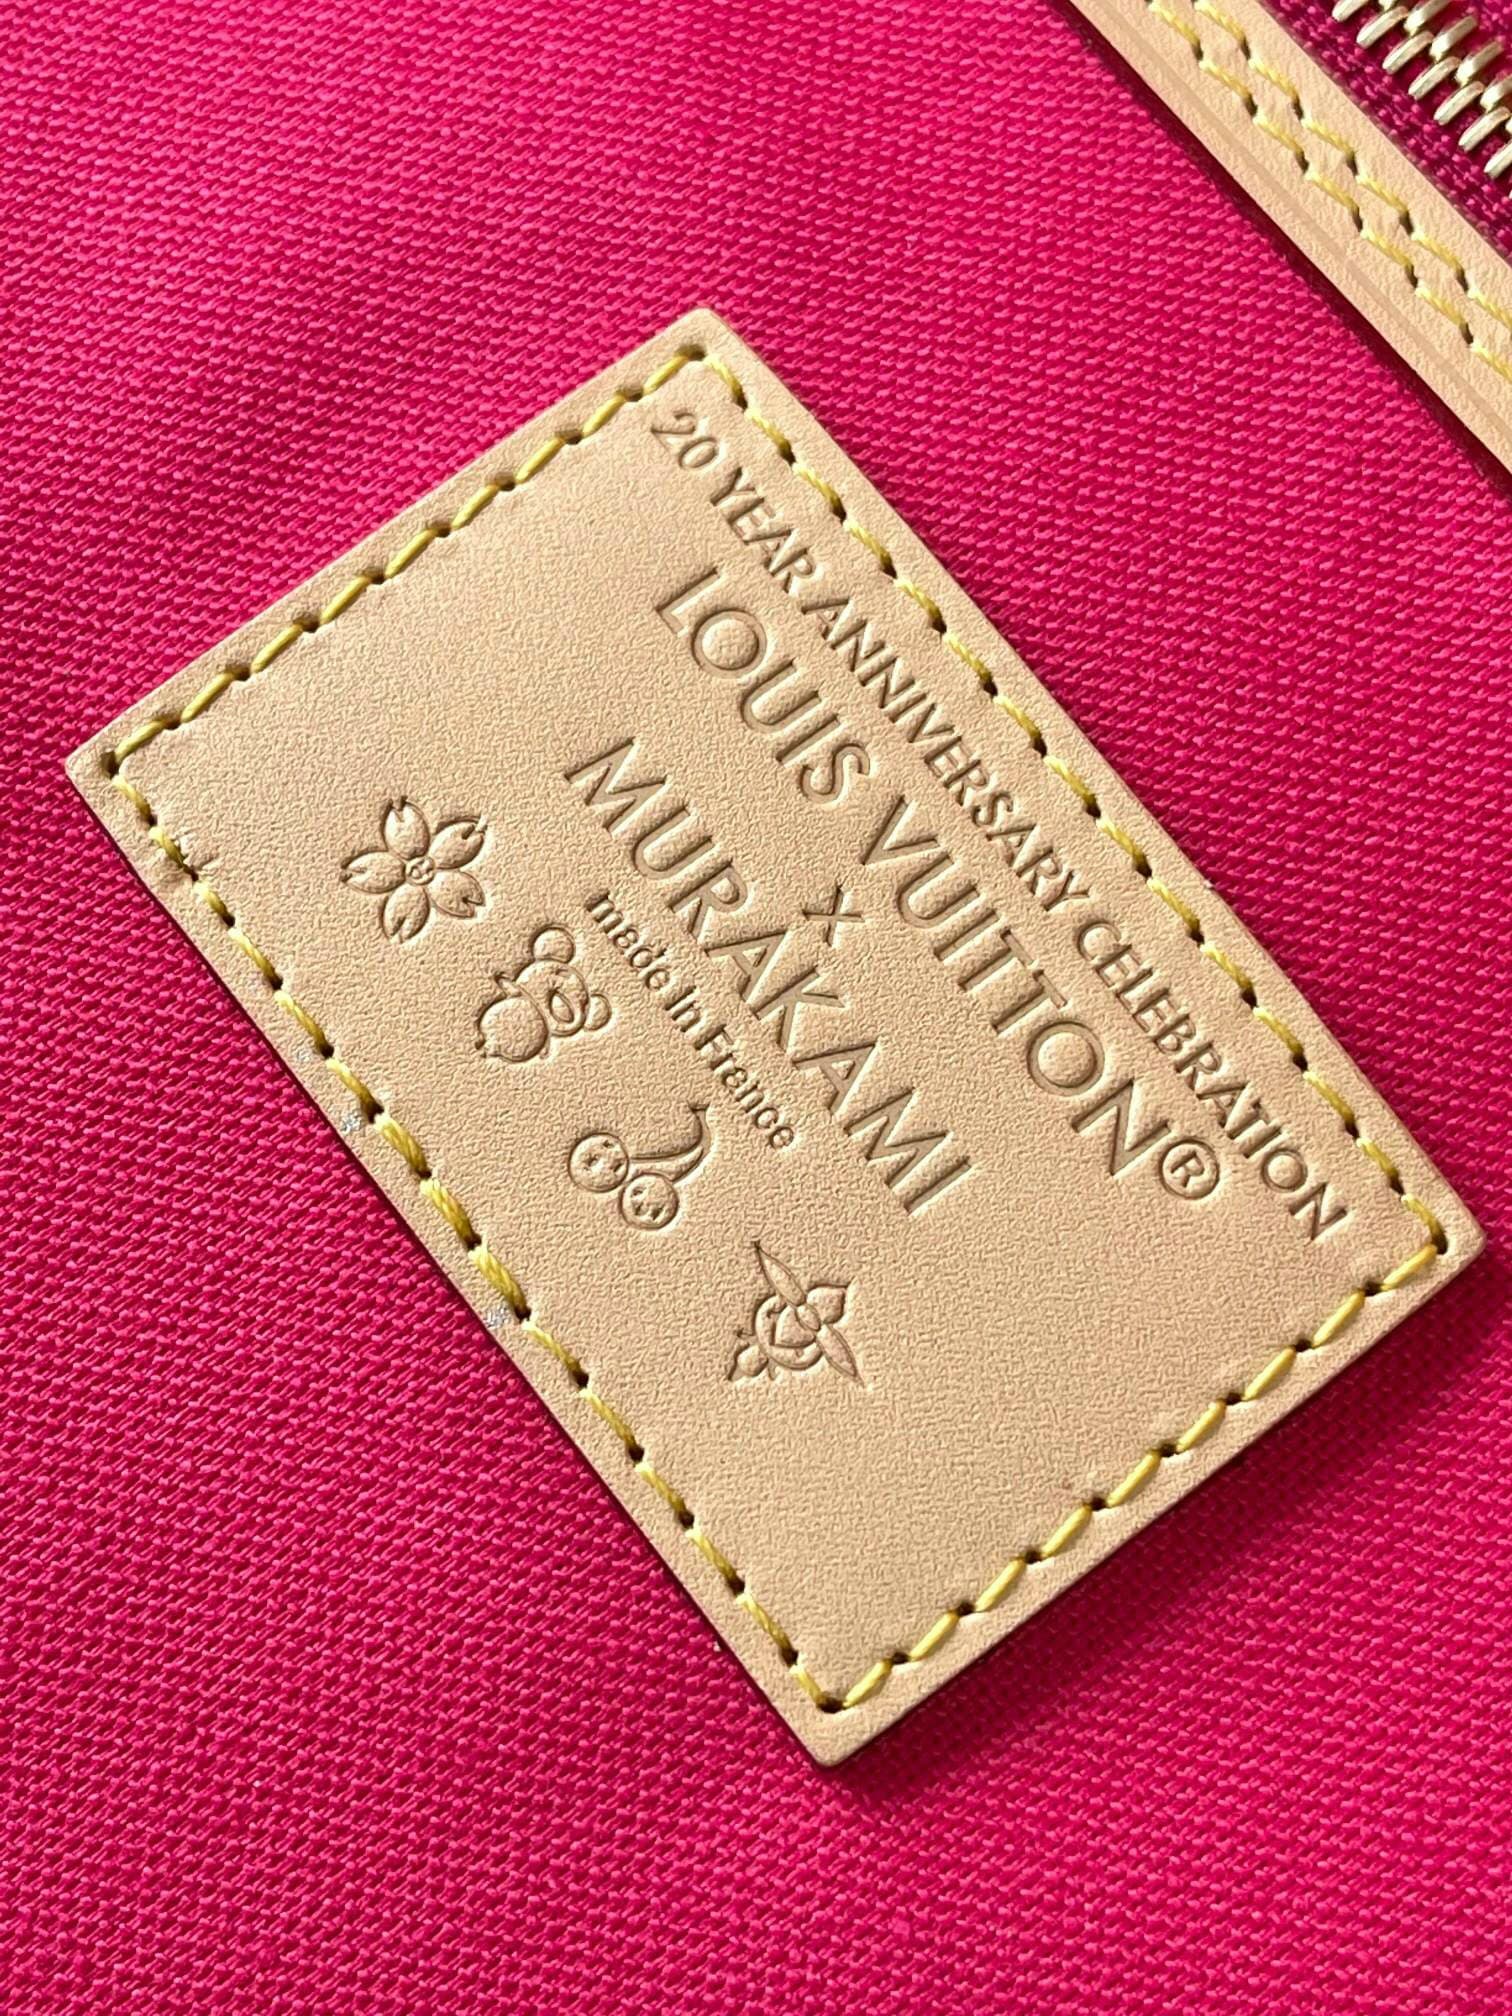 20 YEAR ANNIVERSARY CELEBRATION
LOUIS VUITTON®
×
MURAKAMI
made in France